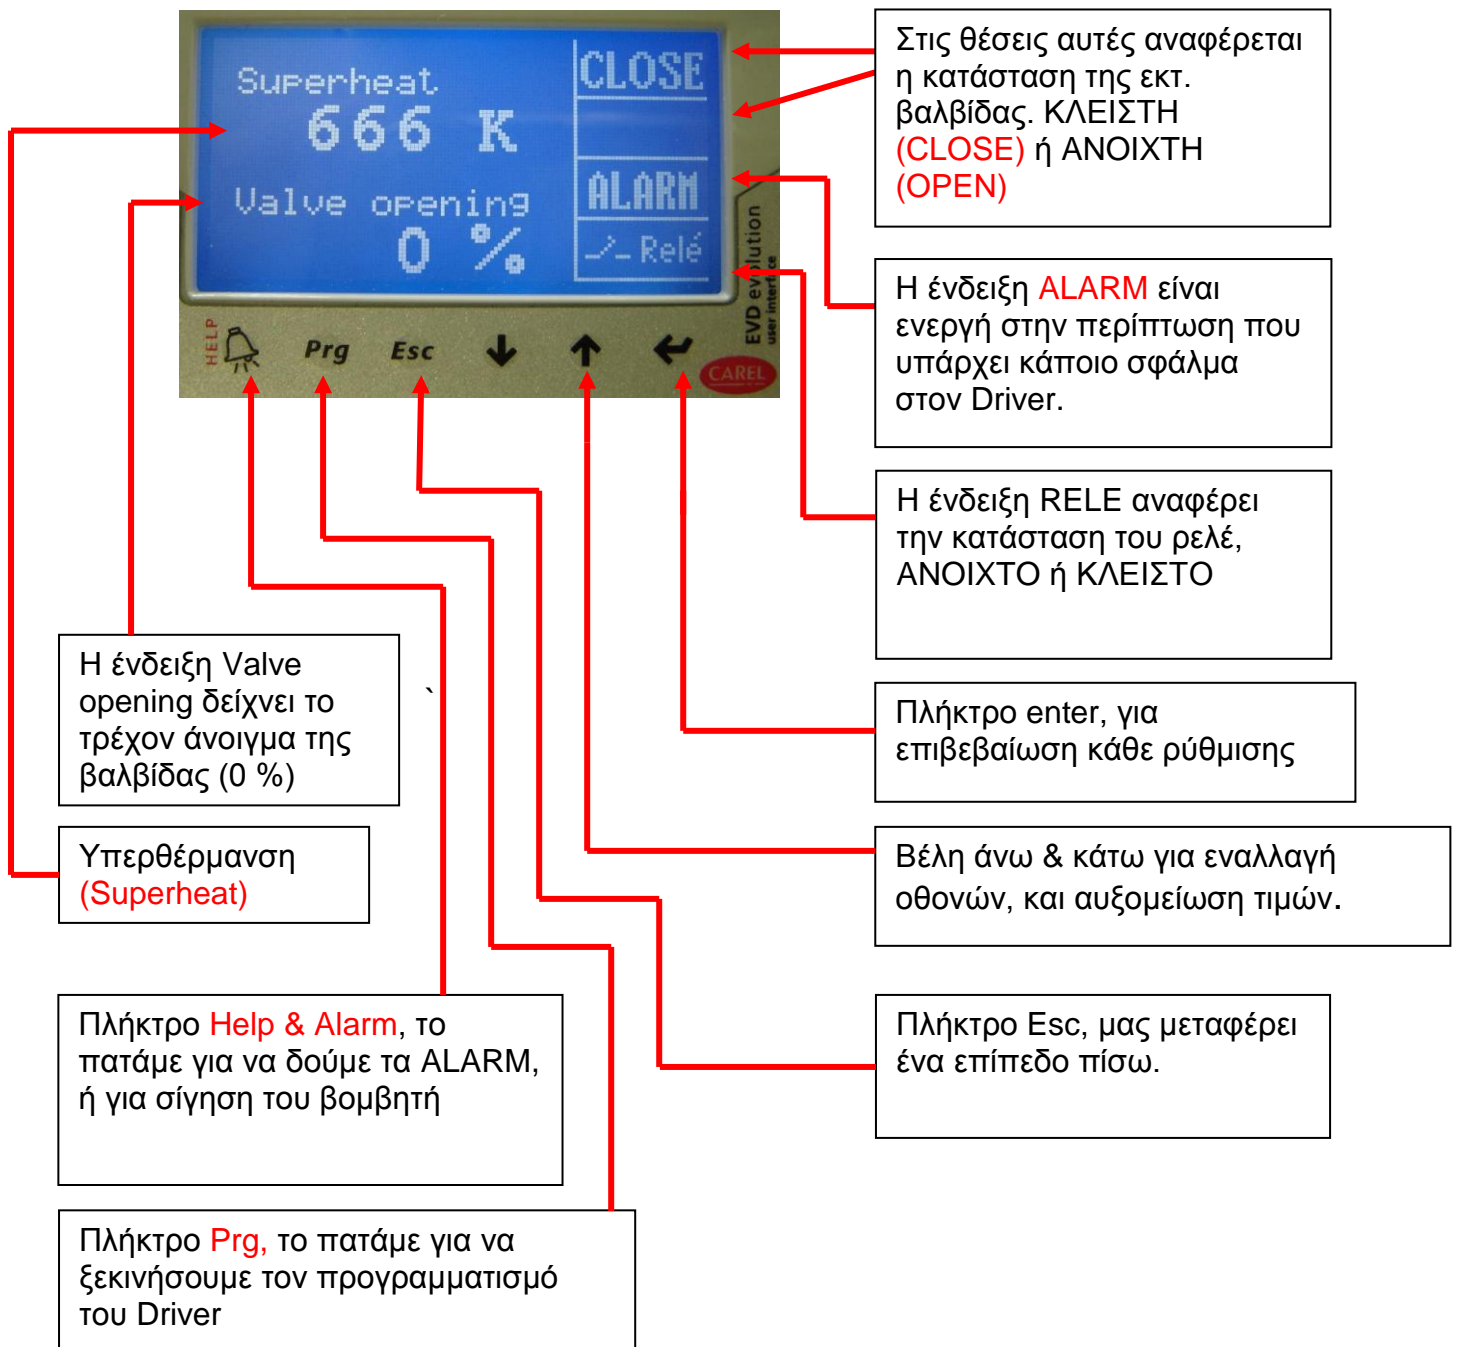 Superheat
666 K
Valve opening
0 %
CLOSE
ALARM
Relé
HELP
Prg
Esc
CAREL
EVD evolution
user interface
Στις θέσεις αυτές αναφέρεται
η κατάσταση της εκτ.
βαλβίδας. ΚΛΕΙΣΤΗ
(CLOSE) ή ΑΝΟΙΧΤΗ
(OPEN)
Η ένδειξη ALARM είναι
ενεργή στην περίπτωση που
υπάρχει κάποιο σφάλμα
στον Driver.
Η ένδειξη RELE αναφέρει
την κατάσταση του ρελέ,
ΑΝΟΙΧΤΟ ή ΚΛΕΙΣΤΟ
Η ένδειξη Valve
opening δείχνει το
τρέχον άνοιγμα της
βαλβίδας (0 %)
`
Πλήκτρο enter, για
επιβεβαίωση κάθε ρύθμισης
Υπερθέρμανση
(Superheat)
Βέλη άνω & κάτω για εναλλαγή
οθονών, και αυξομείωση τιμών.
Πλήκτρο Help & Alarm, το
πατάμε για να δούμε τα ALARM,
ή για σίγηση του βομβητή
Πλήκτρο Esc, μας μεταφέρει
ένα επίπεδο πίσω.
Πλήκτρο Prg, το πατάμε για να
ξεκινήσουμε τον προγραμματισμό
του Driver